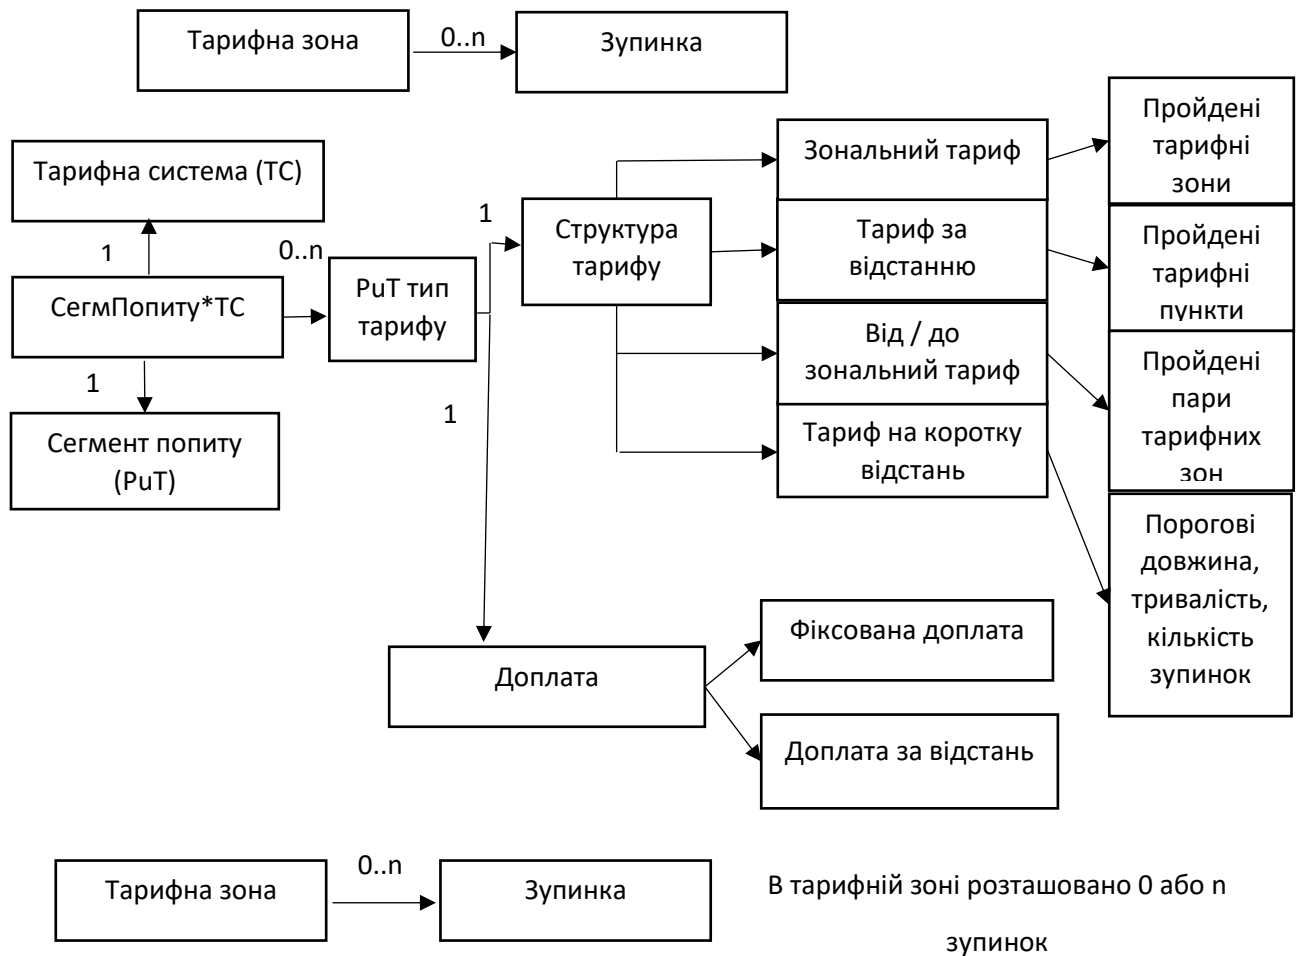 Тарифна зона
0..n
Зупинка
Тарифна система (ТС)
1
СегмПопиту*ТС
1
Сегмент попиту
(PuT)
0..n
PuT тип
тарифу
1
1
Структура
тарифу
Зональний тариф
Тариф за
відстанню
Від / до
зональний тариф
Тариф на коротку
відстань
Пройдені
тарифні
зони
Пройдені
тарифні
пункти
Пройдені
пари
тарифних
зон
Порогові
довжина,
тривалість,
кількість
зупинок
Доплата
Фіксована доплата
Доплата за відстань
Тарифна зона
0..n
Зупинка
В тарифній зоні розташовано 0 або n
зупинок